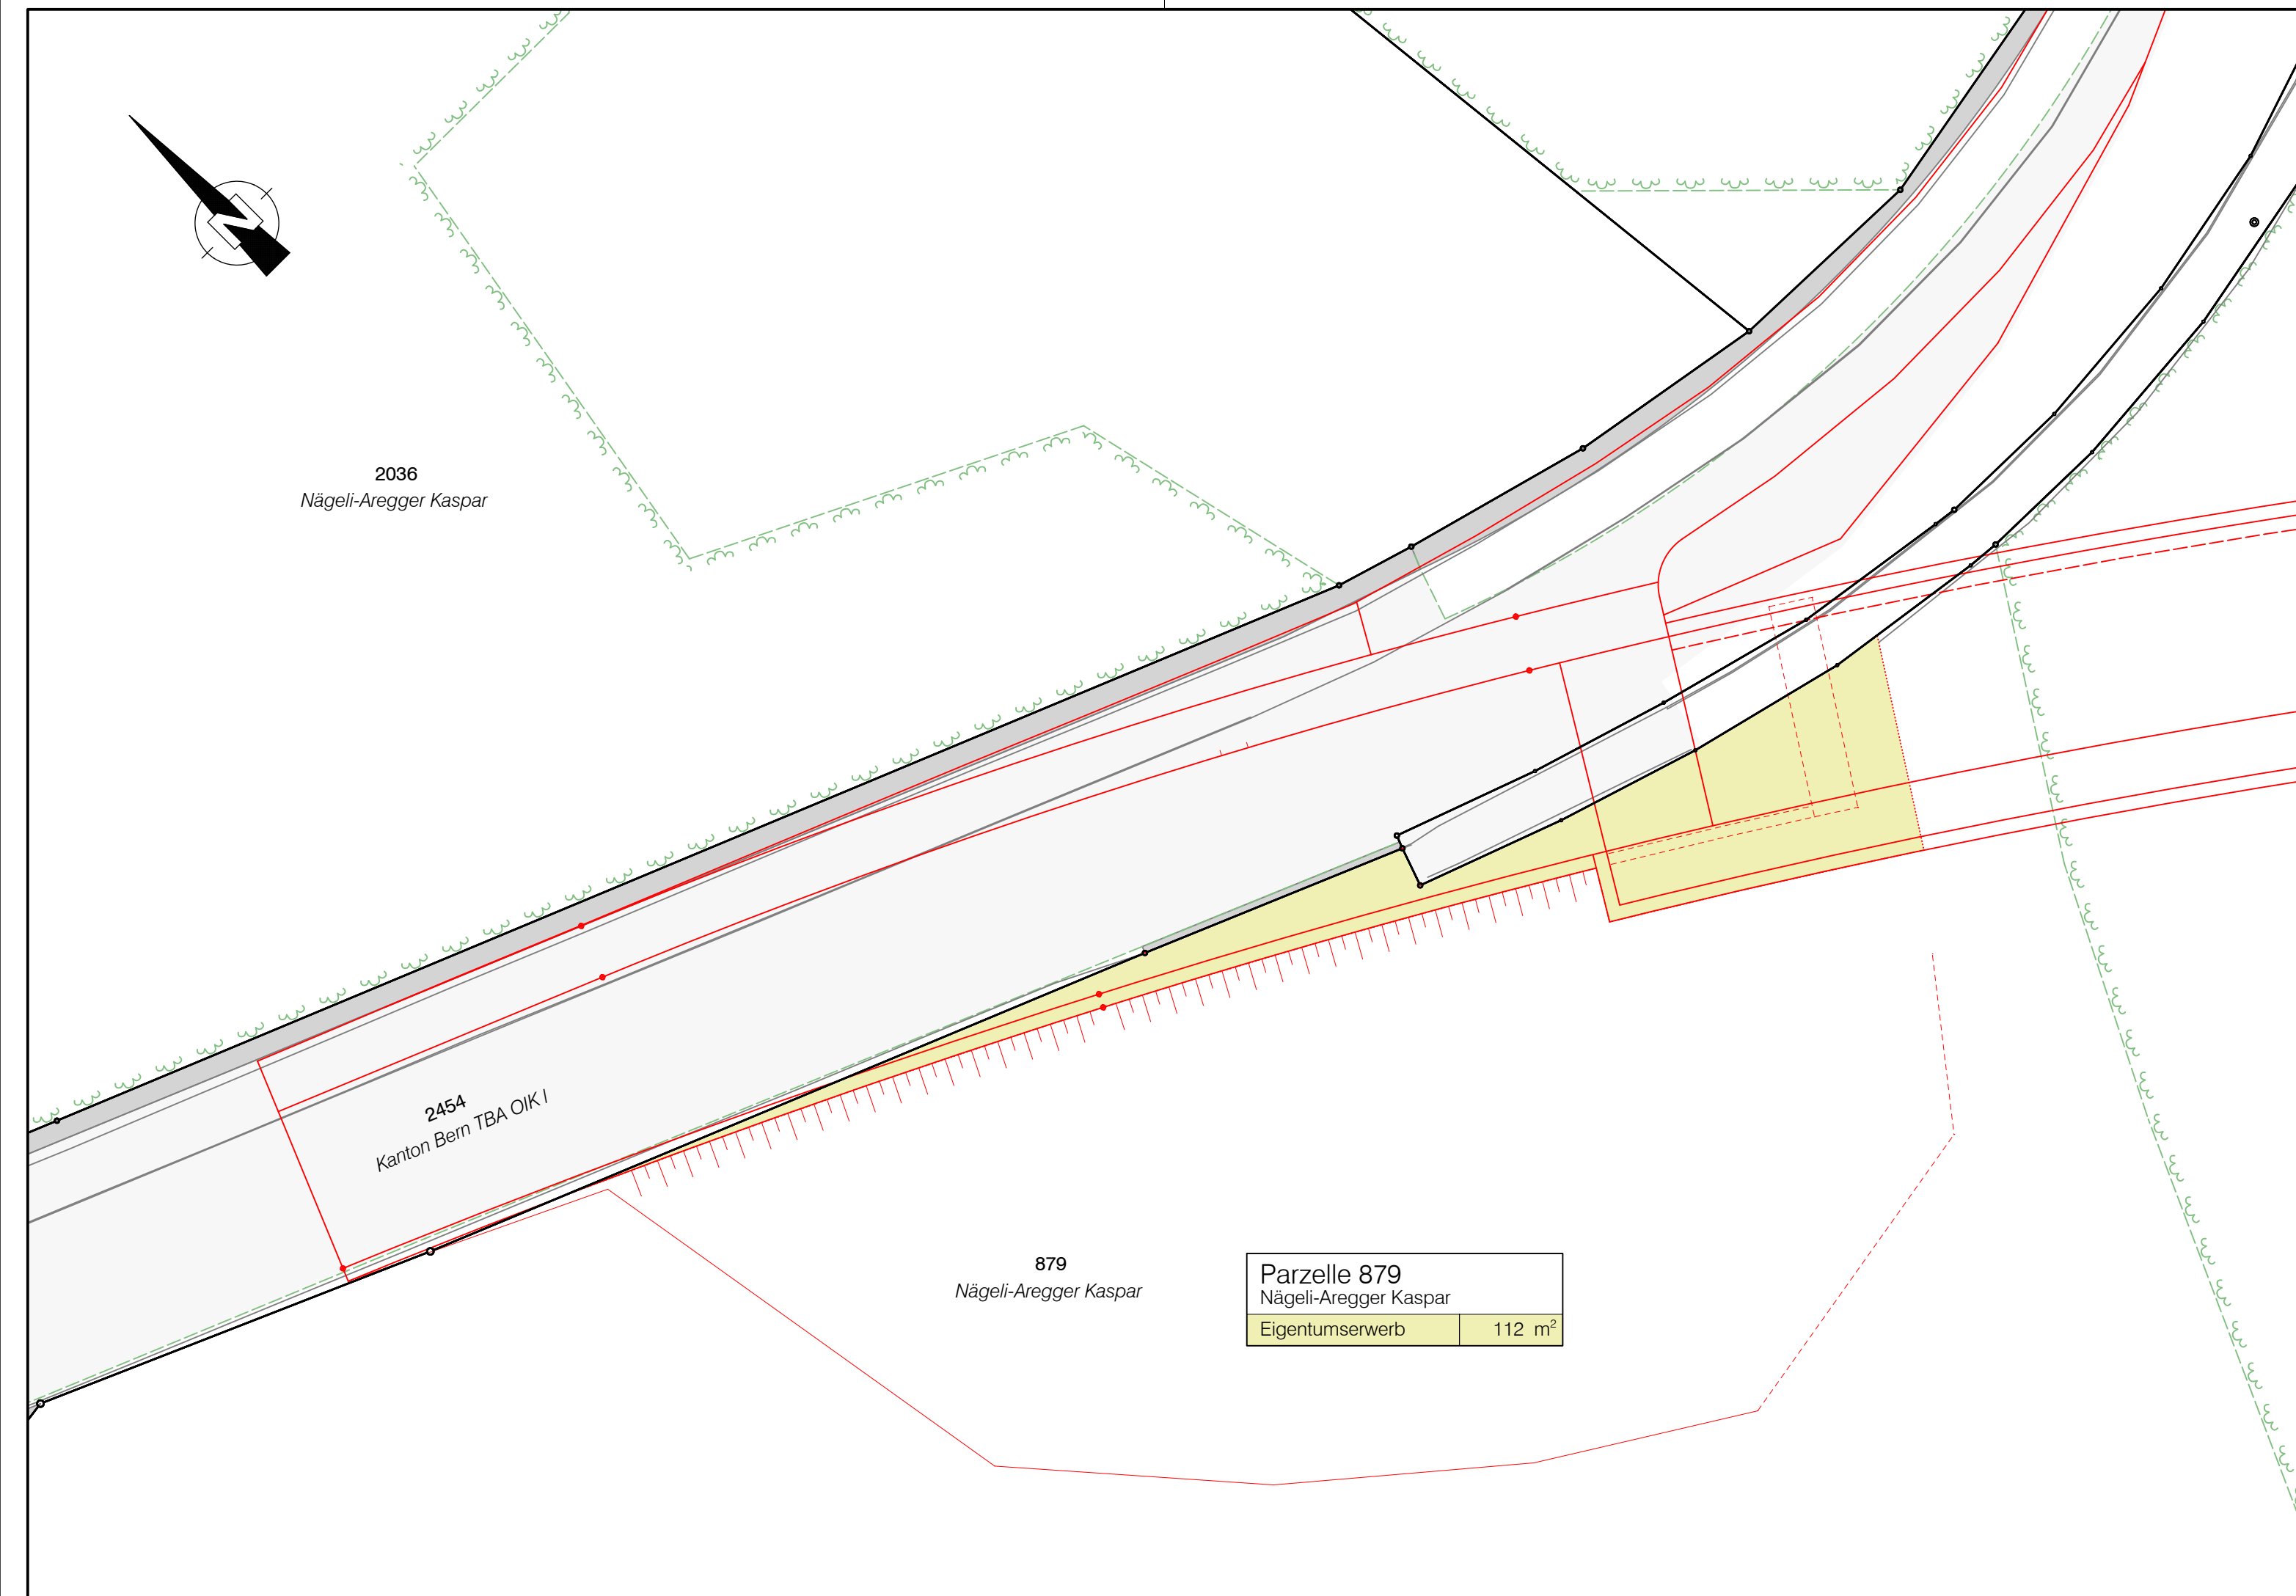 N
2036
Nägeli-Aregger Kaspar
2454
Kanton Bern TBA OIK I
879
Nägeli-Aregger Kaspar
Parzelle 879
Nägeli-Aregger Kaspar
Eigentumserwerb 112 m²